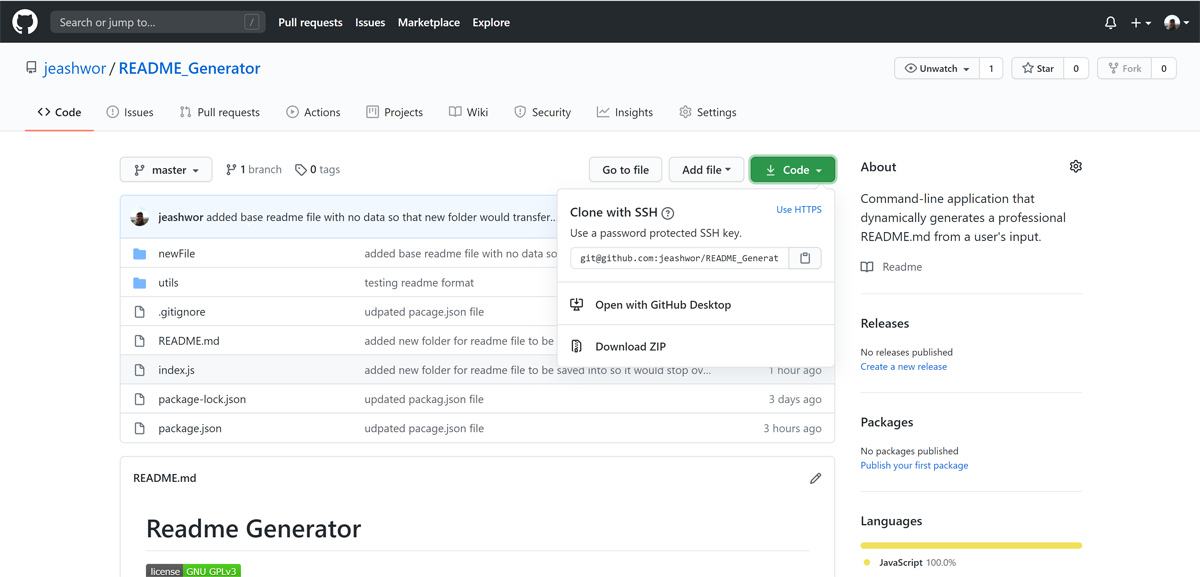 Search or jump to... / Pull requests Issues Marketplace Explore
jeashwor / README_Generator Unwatch 1 Star 0 Fork 0
Code Issues Pull requests Actions Projects Wiki Security Insights Settings
master 1 branch 0 tags Go to file Add file Code
jeashwor added base readme file with no data so that new folder would transfer...
newFile added base readme file with no data so
utils testing readme format
.gitignore udpated pacage.json file
README.md added new folder for readme file to be
index.js added new folder for readme file to be saved into so it would stop ov... 1 hour ago
package-lock.json updated packag.json file 3 days ago
package.json udpated pacage.json file 3 hours ago
Clone with SSH ? Use HTTPS
Use a password protected SSH key.
git@github.com:jeashwor/README_Generat
Open with GitHub Desktop
Download ZIP
README.md
Readme Generator
license GNU GPLv3
About
Command-line application that
dynamically generates a professional
README.md from a user's input.
Readme
Releases
No releases published
Create a new release
Packages
No packages published
Publish your first package
Languages
JavaScript 100.0%